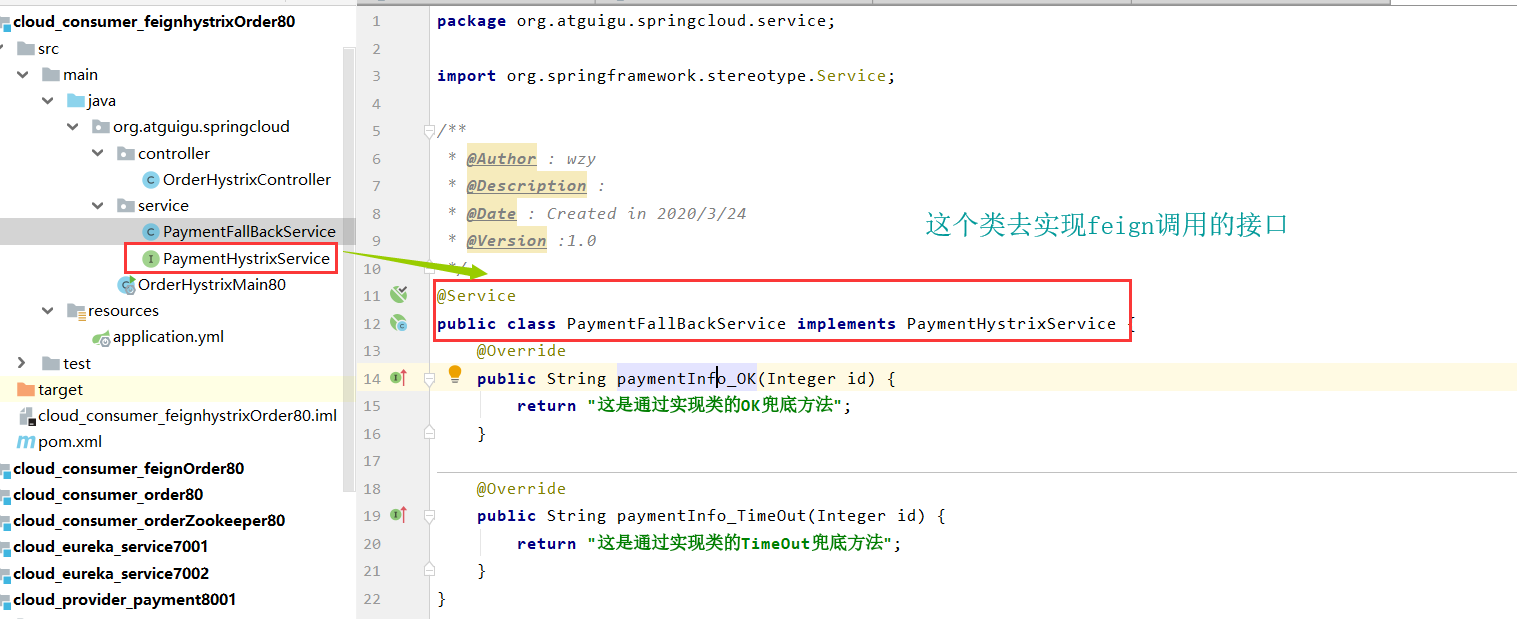 cloud_consumer_feignhystrixOrder80
src
main
java
org.atguigu.springcloud
controller
OrderHystrixController
service
PaymentFallBackService
PaymentHystrixService
OrderHystrixMain80
resources
application.yml
test
target
cloud_consumer_feignhystrixOrder80.iml
pom.xml
cloud_consumer_feignOrder80
cloud_consumer_order80
cloud_consumer_orderZookeeper80
cloud_eureka_service7001
cloud_eureka_service7002
cloud_provider_payment8001
1 package org.atguigu.springcloud.service;
2
3 import org.springframework.stereotype.Service;
4
5 /**
6 * @Author : wzy
7 * @Description :
8 * @Date : Created in 2020/3/24
9 * @Version :1.0
10 */
这个类去实现feign调用的接口
11 @Service
12 public class PaymentFallBackService implements PaymentHystrixService {
13 @Override
14 public String paymentInfo_OK(Integer id) {
15 return "这是通过实现类的OK兜底方法";
16 }
17
18 @Override
19 public String paymentInfo_TimeOut(Integer id) {
20 return "这是通过实现类的TimeOut兜底方法";
21 }
22 }